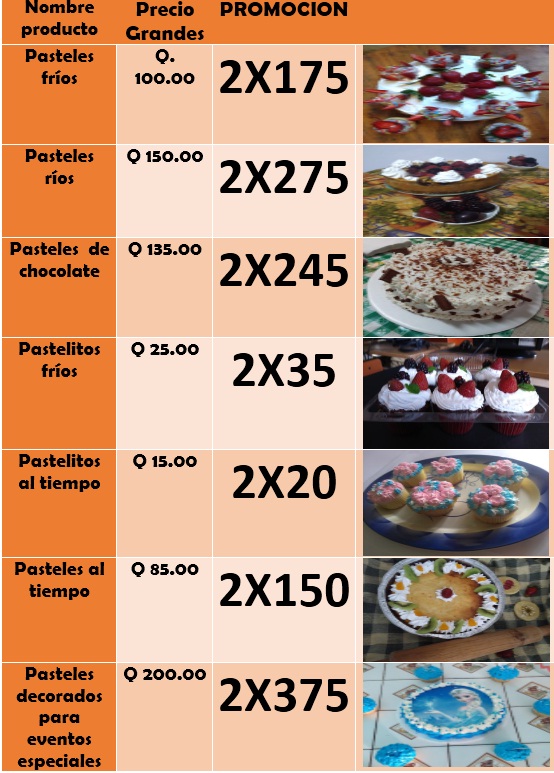 Nombre producto Precio Grandes PROMOCION
Pasteles fríos Q. 100.00 2X175
Pasteles ríos Q 150.00 2X275
Pasteles de chocolate Q 135.00 2X245
Pastelitos fríos Q 25.00 2X35
Pastelitos al tiempo Q 15.00 2X20
Pasteles al tiempo Q 85.00 2X150
Pasteles decorados para eventos especiales Q 200.00 2X375